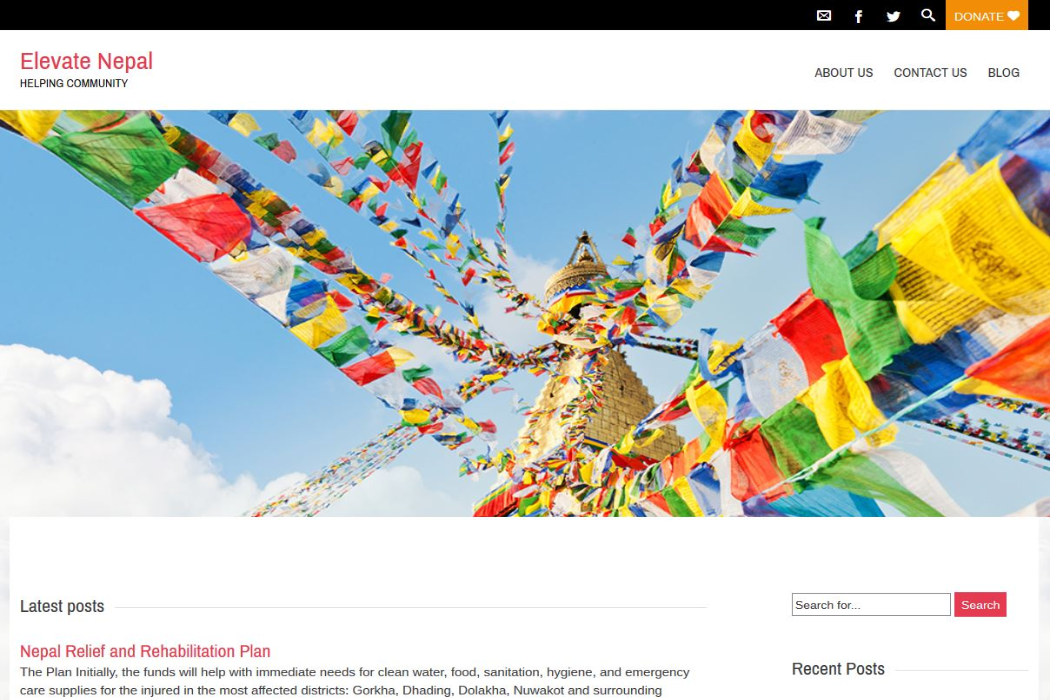 DONATE
Elevate Nepal
HELPING COMMUNITY
ABOUT US CONTACT US BLOG
Latest posts
Search for... Search
Nepal Relief and Rehabilitation Plan
The Plan Initially, the funds will help with immediate needs for clean water, food, sanitation, hygiene, and emergency
care supplies for the injured in the most affected districts: Gorkha, Dhading, Dolakha, Nuwakot and surrounding
Recent Posts